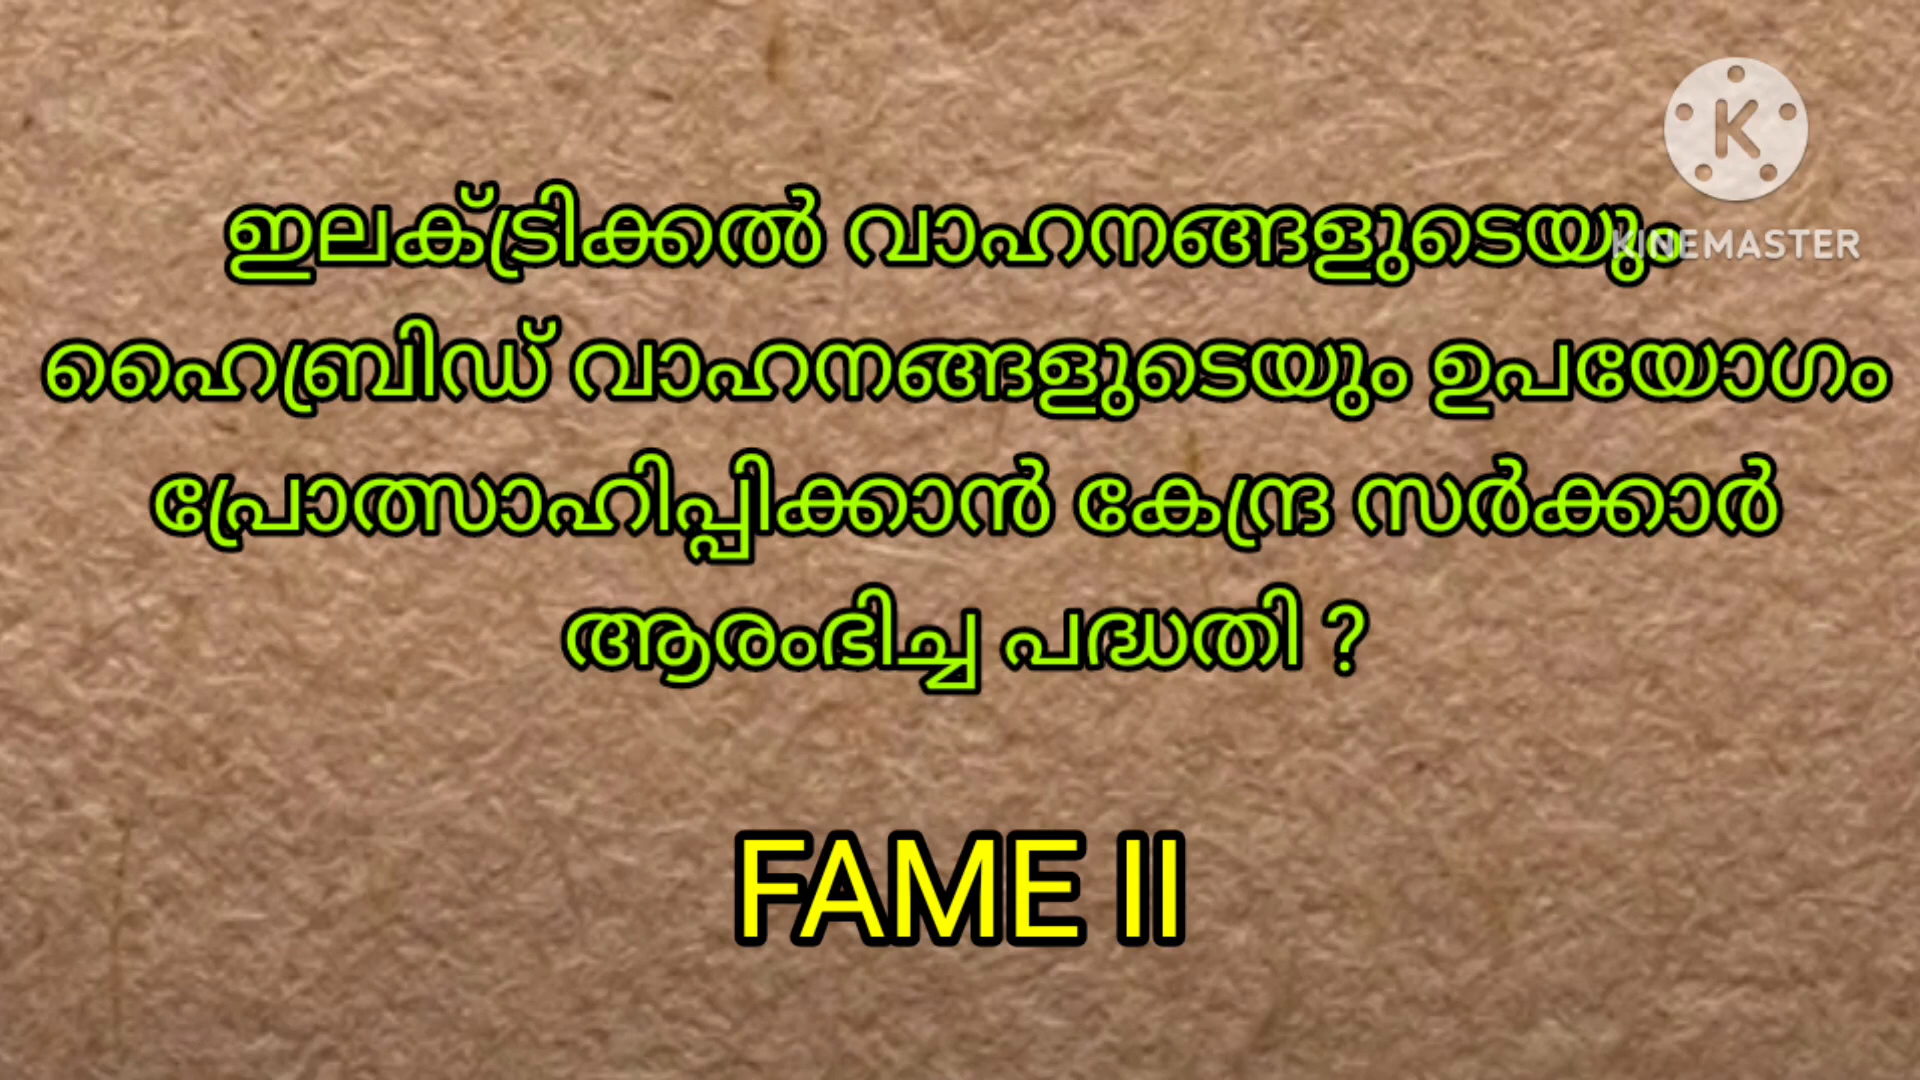 ഇലക്ട്രിക്കൽ വാഹനങ്ങളുടെയും
ഹൈബ്രിഡ് വാഹനങ്ങളുടെയും ഉപയോഗം
പ്രോത്സാഹിപ്പിക്കാൻ കേന്ദ്ര സർക്കാർ
ആരംഭിച്ച പദ്ധതി ?
FAME II
K
KINEMASTER